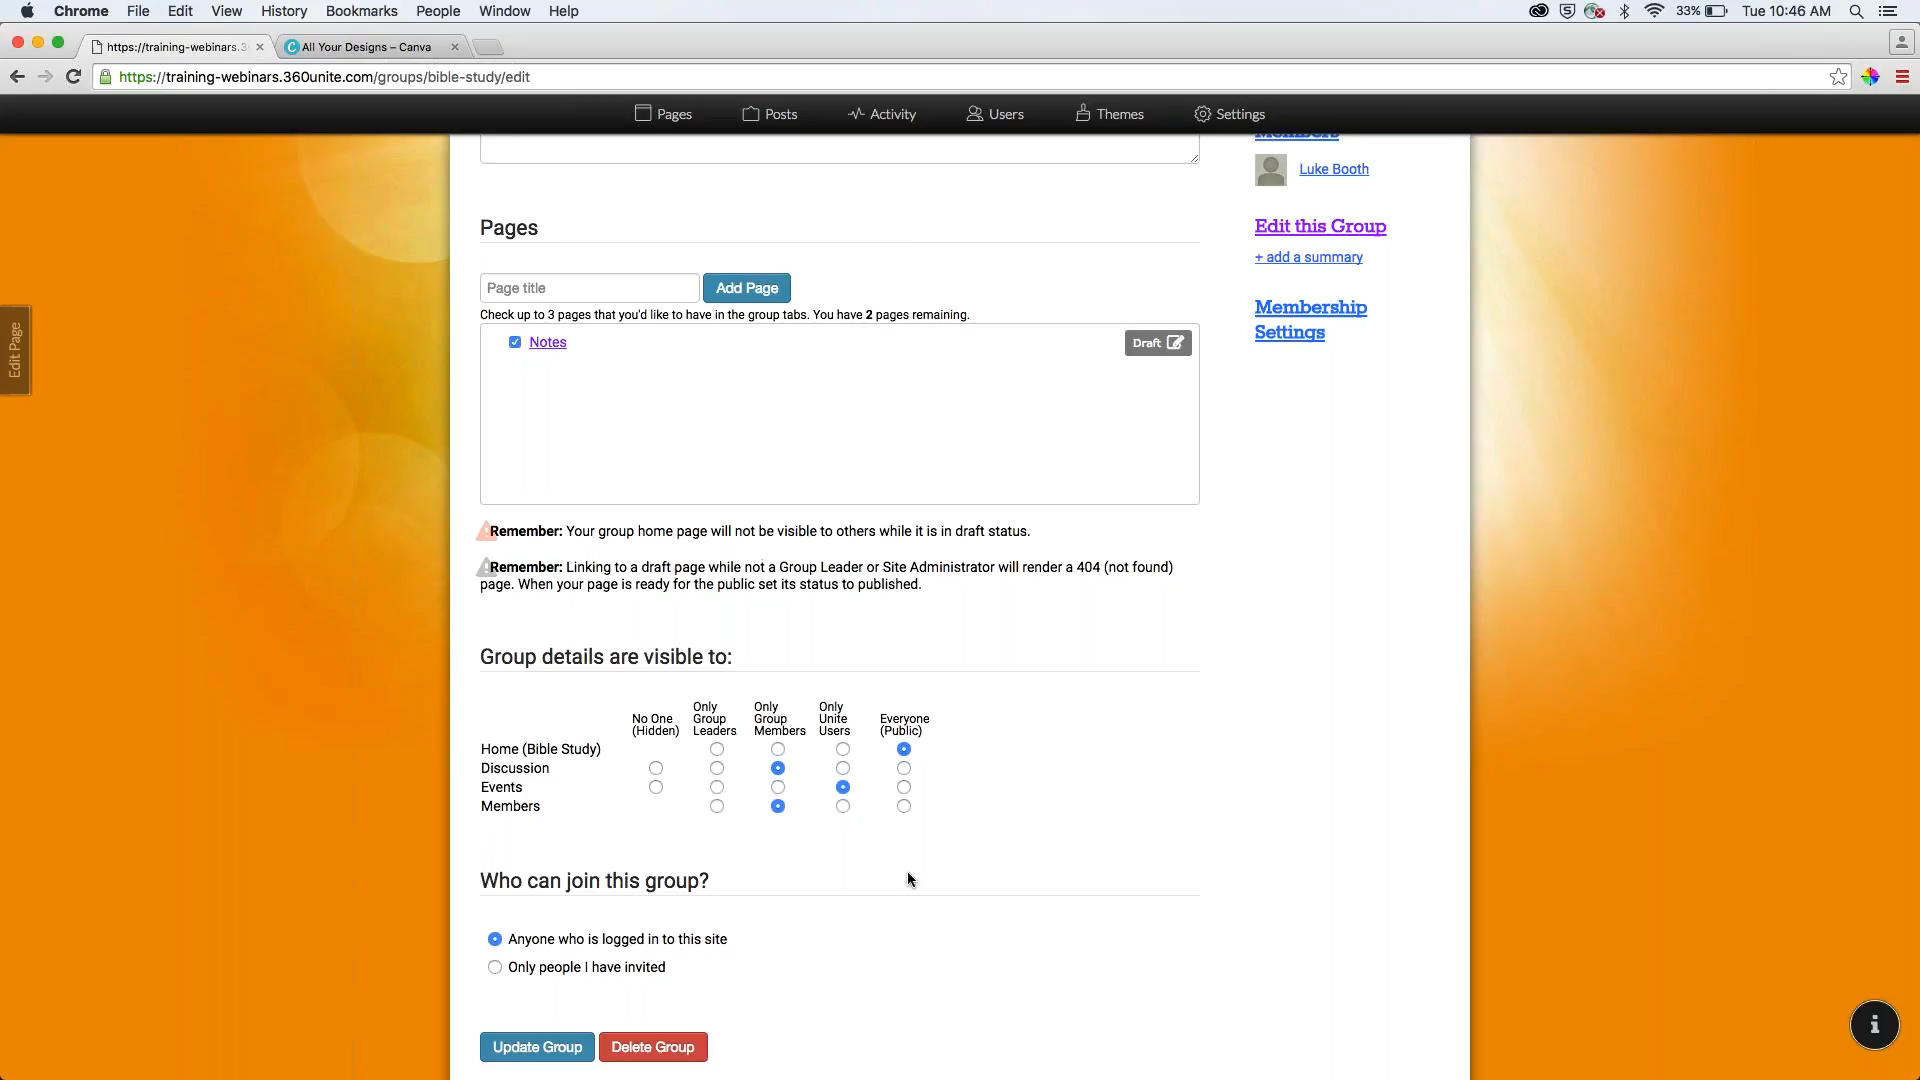 Chrome File Edit View History Bookmarks People Window Help
33% Tue 10:46 AM
https://training-webinars.3
All Your Designs – Canva
https://training-webinars.360unite.com/groups/bible-study/edit
Pages Posts Activity Users Themes Settings
Edit Page
Members
Luke Booth
Edit this Group
+ add a summary
Membership
Settings
Pages
Page title
Add Page
Check up to 3 pages that you'd like to have in the group tabs. You have 2 pages remaining.
Notes
Draft
Remember: Your group home page will not be visible to others while it is in draft status.
Remember: Linking to a draft page while not a Group Leader or Site Administrator will render a 404 (not found)
page. When your page is ready for the public set its status to published.
Group details are visible to:
No One (Hidden) Only Group Leaders Only Group Members Only Unite Users Everyone (Public)
Home (Bible Study)
Discussion
Events
Members
Who can join this group?
Anyone who is logged in to this site
Only people I have invited
Update Group
Delete Group